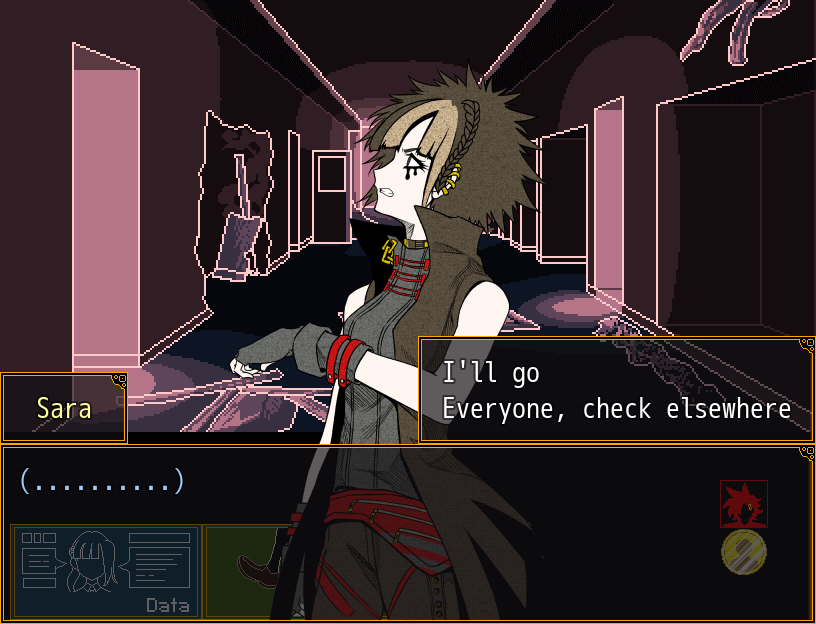 I'll go
Everyone, check elsewhere
Sara
(..........)
Data